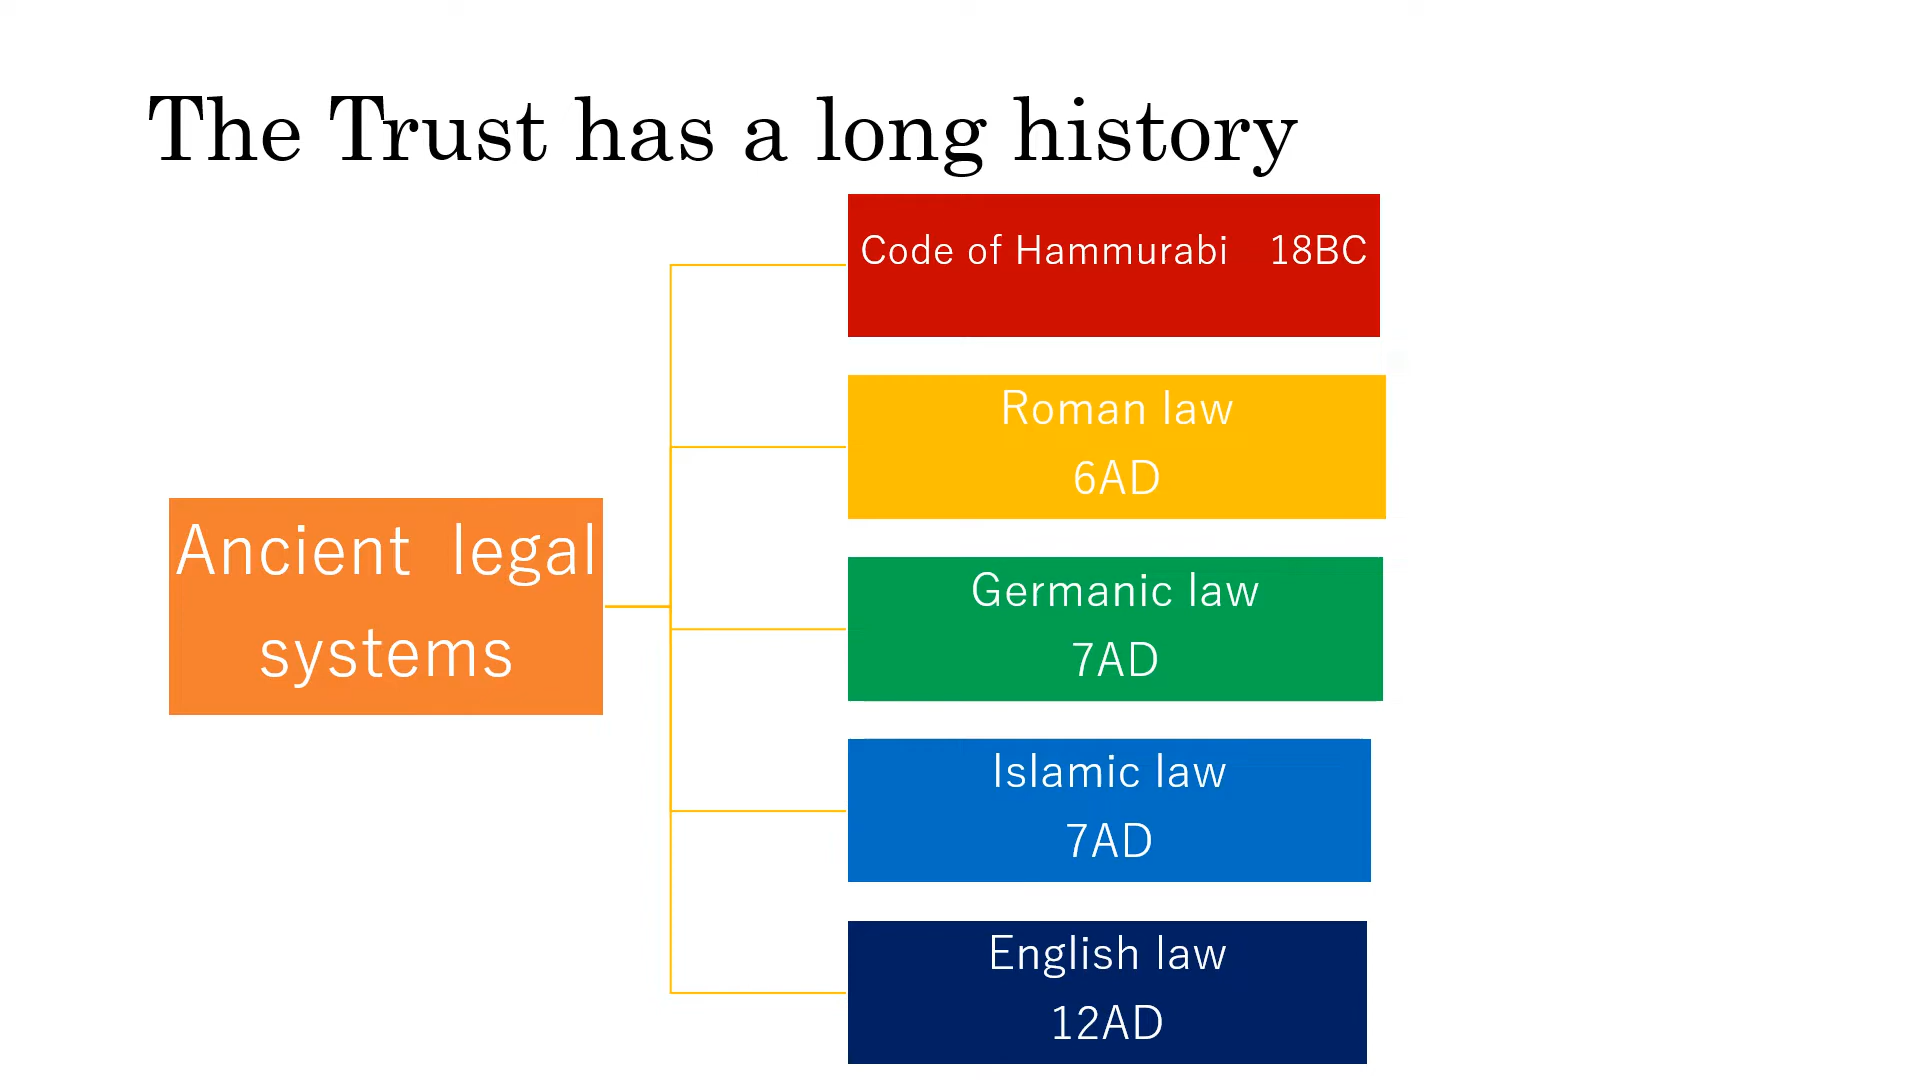 The Trust has a long history
Code of Hammurabi 18BC
Roman law
6AD
Germanic law
7AD
Ancient legal
systems
Islamic law
7AD
English law
12AD